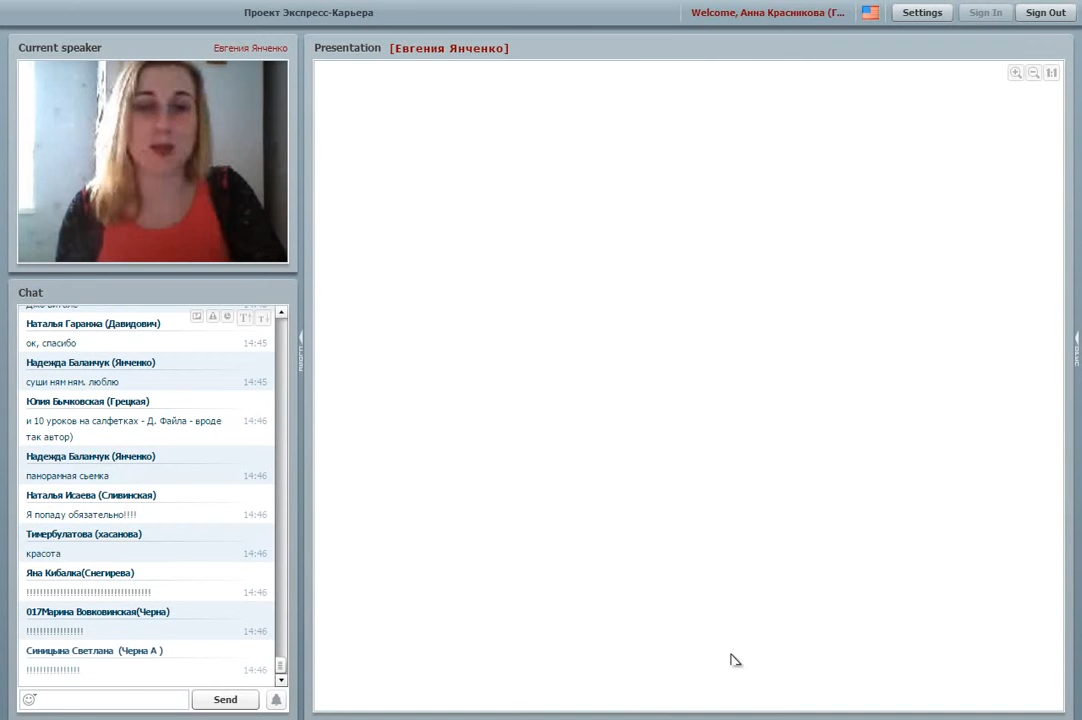 Проект Экспресс-Карьера
Welcome, Анна Красникова (Г...
Settings
Sign In
Sign Out
Current speaker
Евгения Янченко
Presentation [Евгения Янченко]
1:1
Chat
Наталья Гаранжа (Давидович)
ок, спасибо 14:45
Надежда Баланчук (Янченко)
суши ням ням. люблю 14:45
Юлия Бычковская (Грецкая)
и 10 уроков на салфетках - Д. Файла - вроде 14:46
так автор)
Надежда Баланчук (Янченко)
панорамная сьемка 14:46
Наталья Исаева (Сливинская)
Я попаду обязательно!!!! 14:46
Тимербулатова (хасанова)
красота 14:46
Яна Кибалка(Снегирева)
!!!!!!!!!!!!!!!!!!!!!!!!!!!!!!!!!!!!! 14:46
017Марина Вовковинская(Черна)
!!!!!!!!!!!!!!!!! 14:46
Синицына Светлана (Черна А )
!!!!!!!!!!!!!!!! 14:46
Send